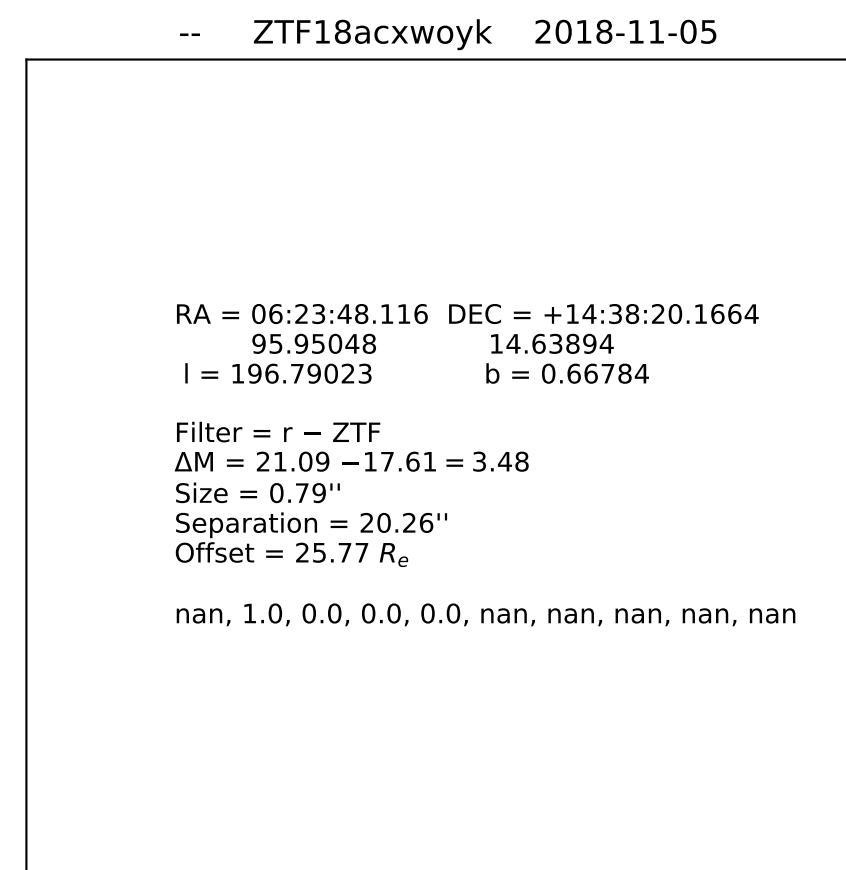 -- ZTF18acxwoyk 2018-11-05
RA = 06:23:48.116 DEC = +14:38:20.1664
95.95048 14.63894
l = 196.79023 b = 0.66784
Filter = r − ZTF
ΔM = 21.09 −17.61 = 3.48
Size = 0.79''
Separation = 20.26''
Offset = 25.77 Re
nan, 1.0, 0.0, 0.0, 0.0, nan, nan, nan, nan, nan